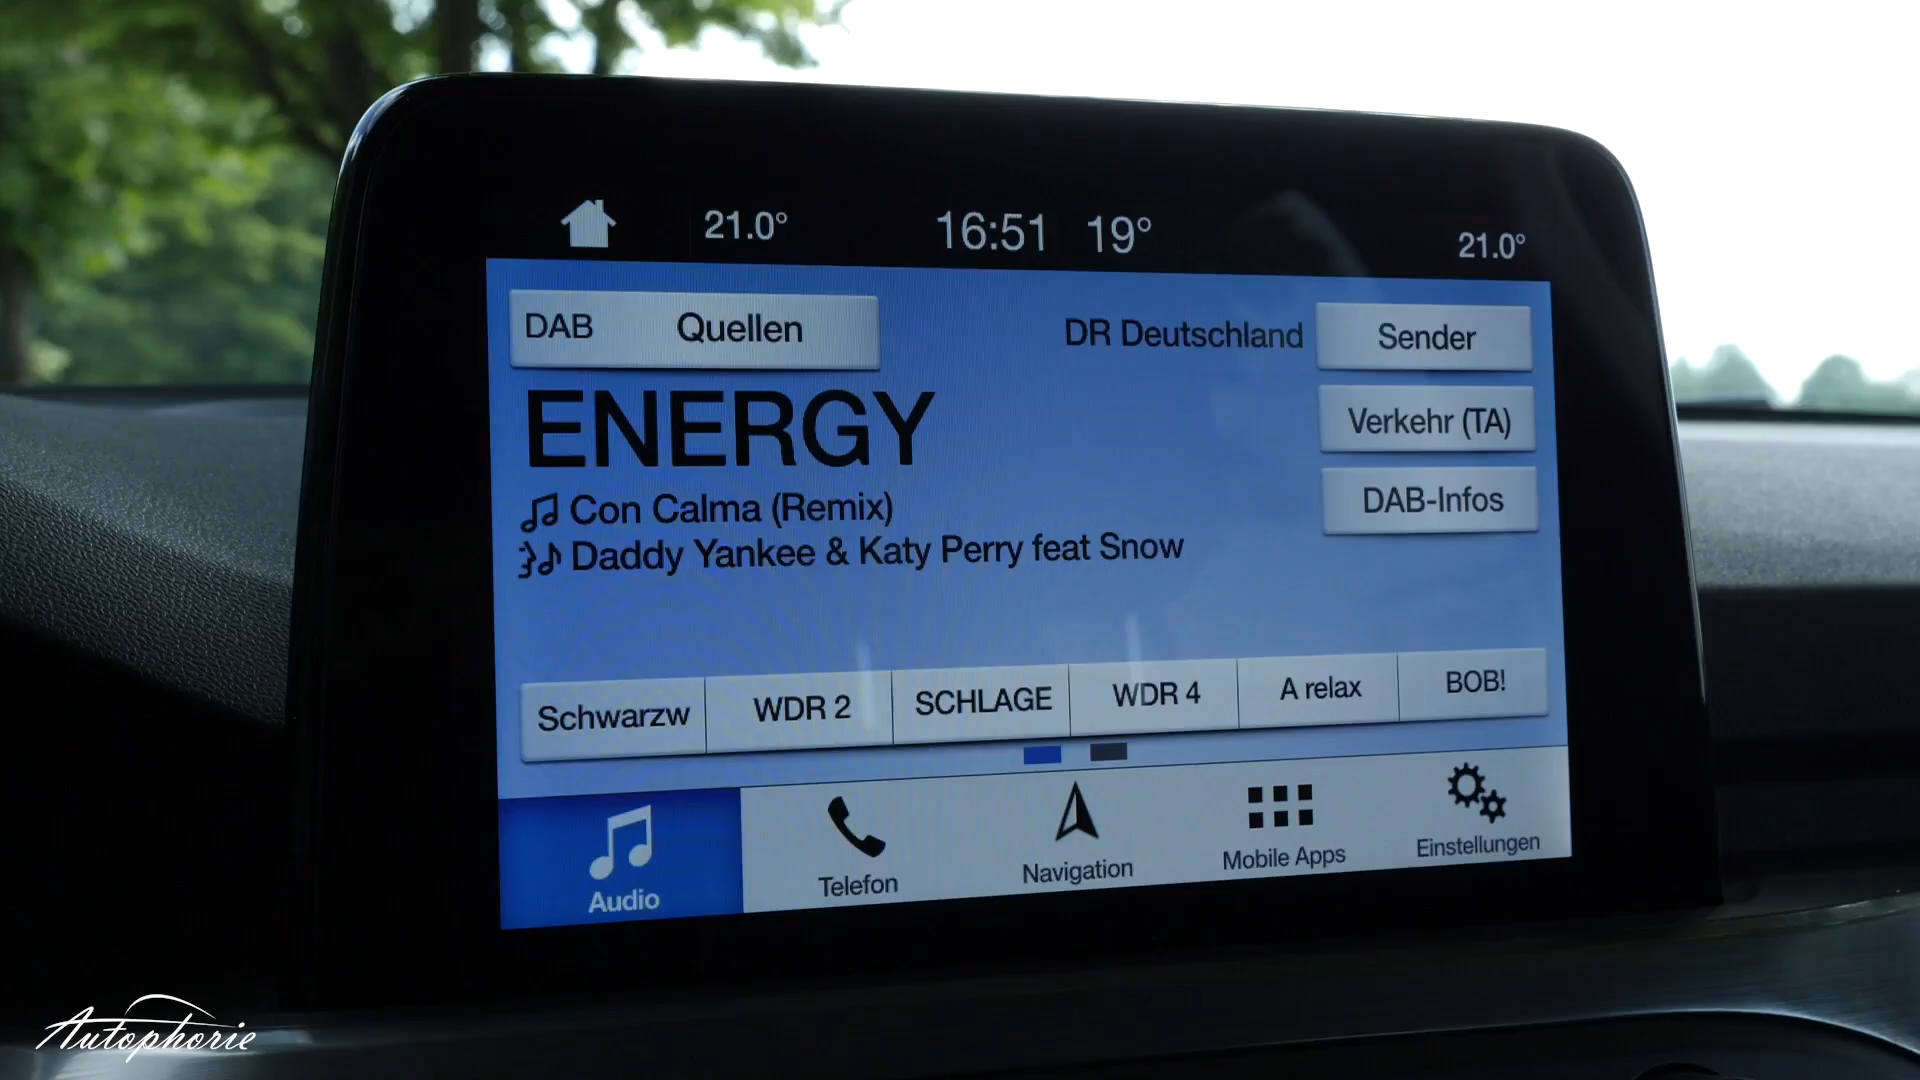 21.0° 16:51 19° 21.0°
DAB Quellen DR Deutschland Sender
ENERGY
Verkehr (TA)
Con Calma (Remix)
DAB-Infos
Daddy Yankee & Katy Perry feat Snow
Schwarzw WDR 2 SCHLAGE WDR 4 A relax BOB!
Audio Telefon Navigation Mobile Apps Einstellungen
Autophorie